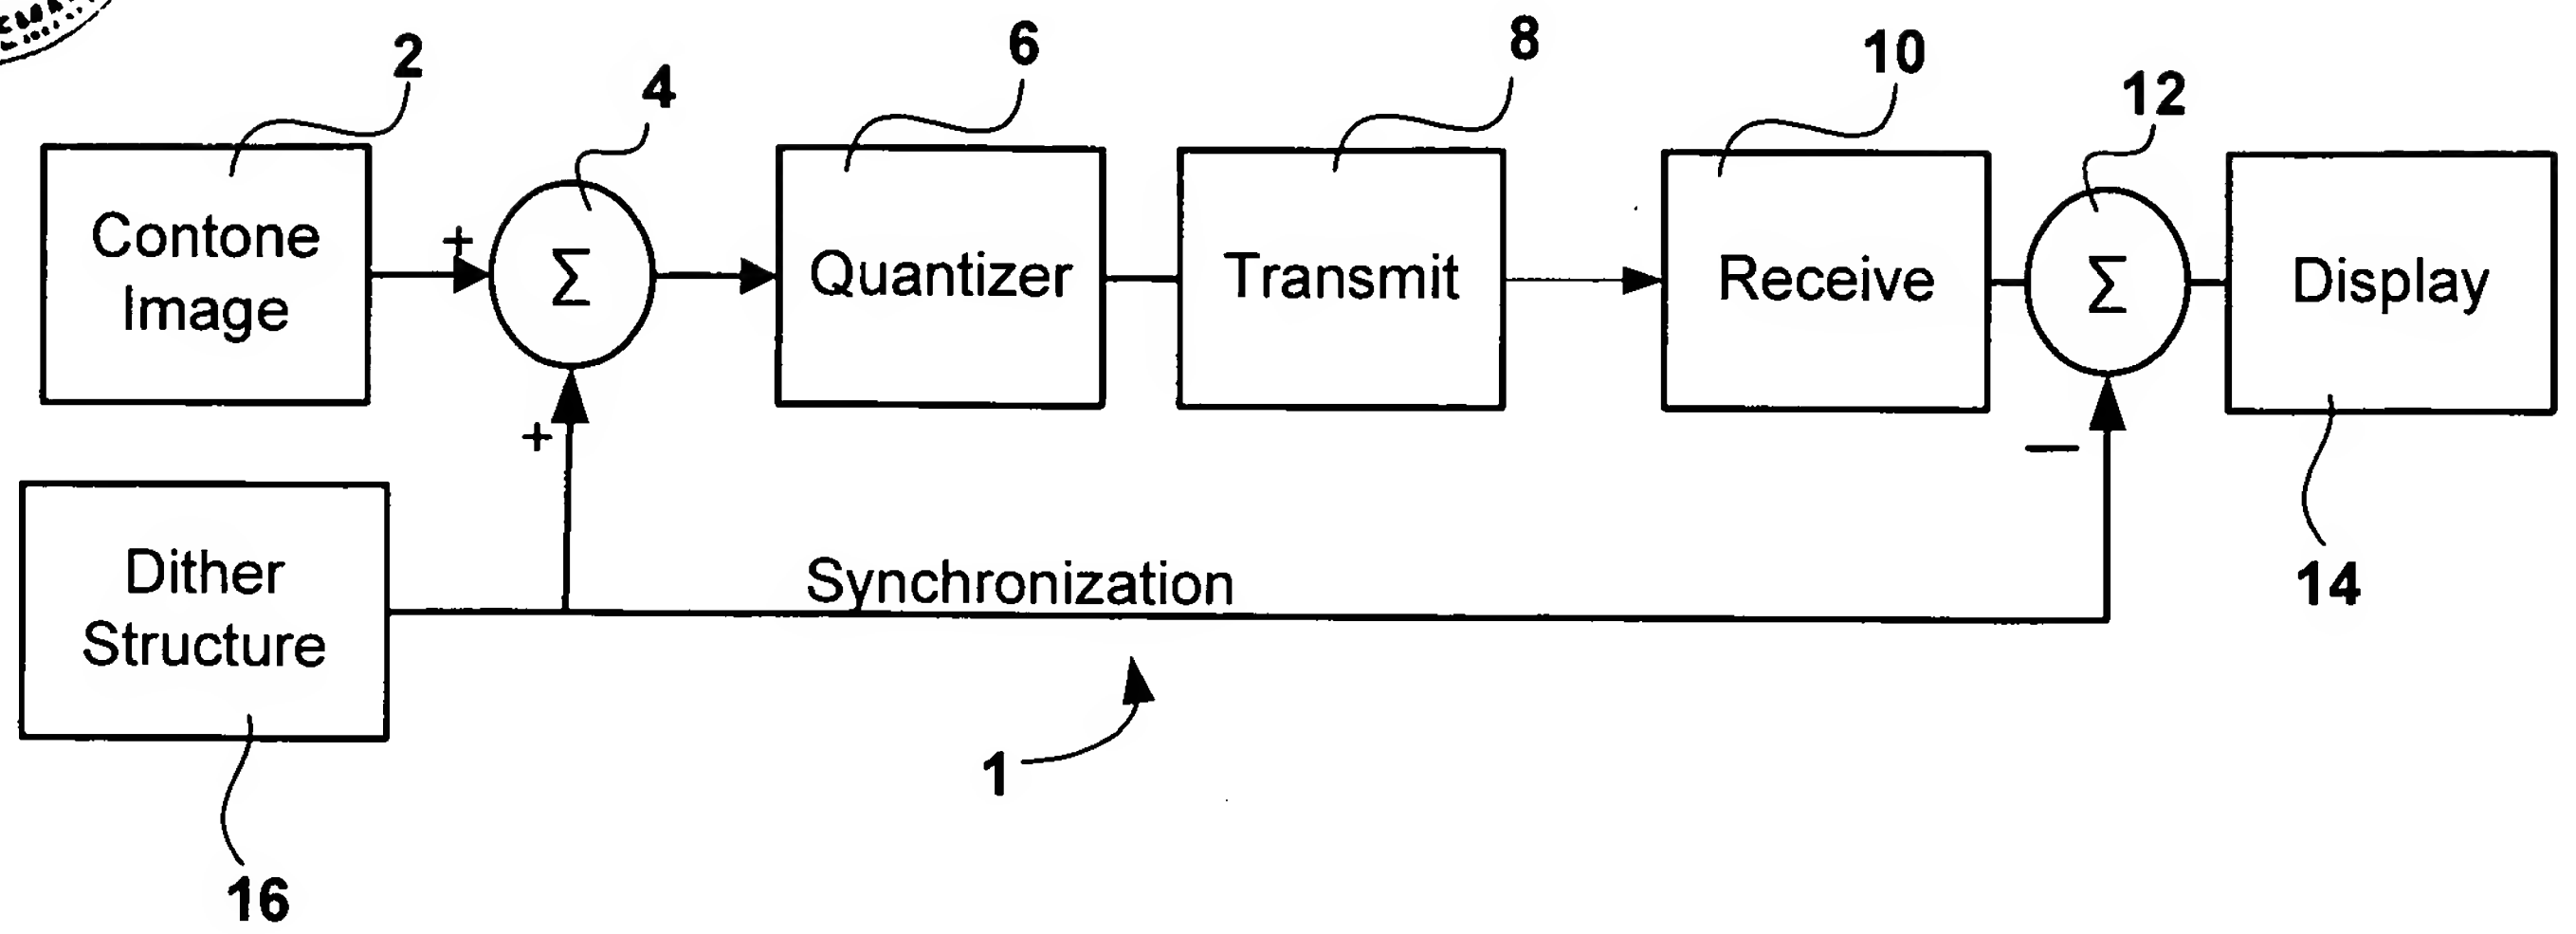 2
4
6
8
10
12
Contone
Image
+
Σ
Quantizer
Transmit
Receive
Σ
Display
+
—
Dither
Structure
Synchronization
14
1
16